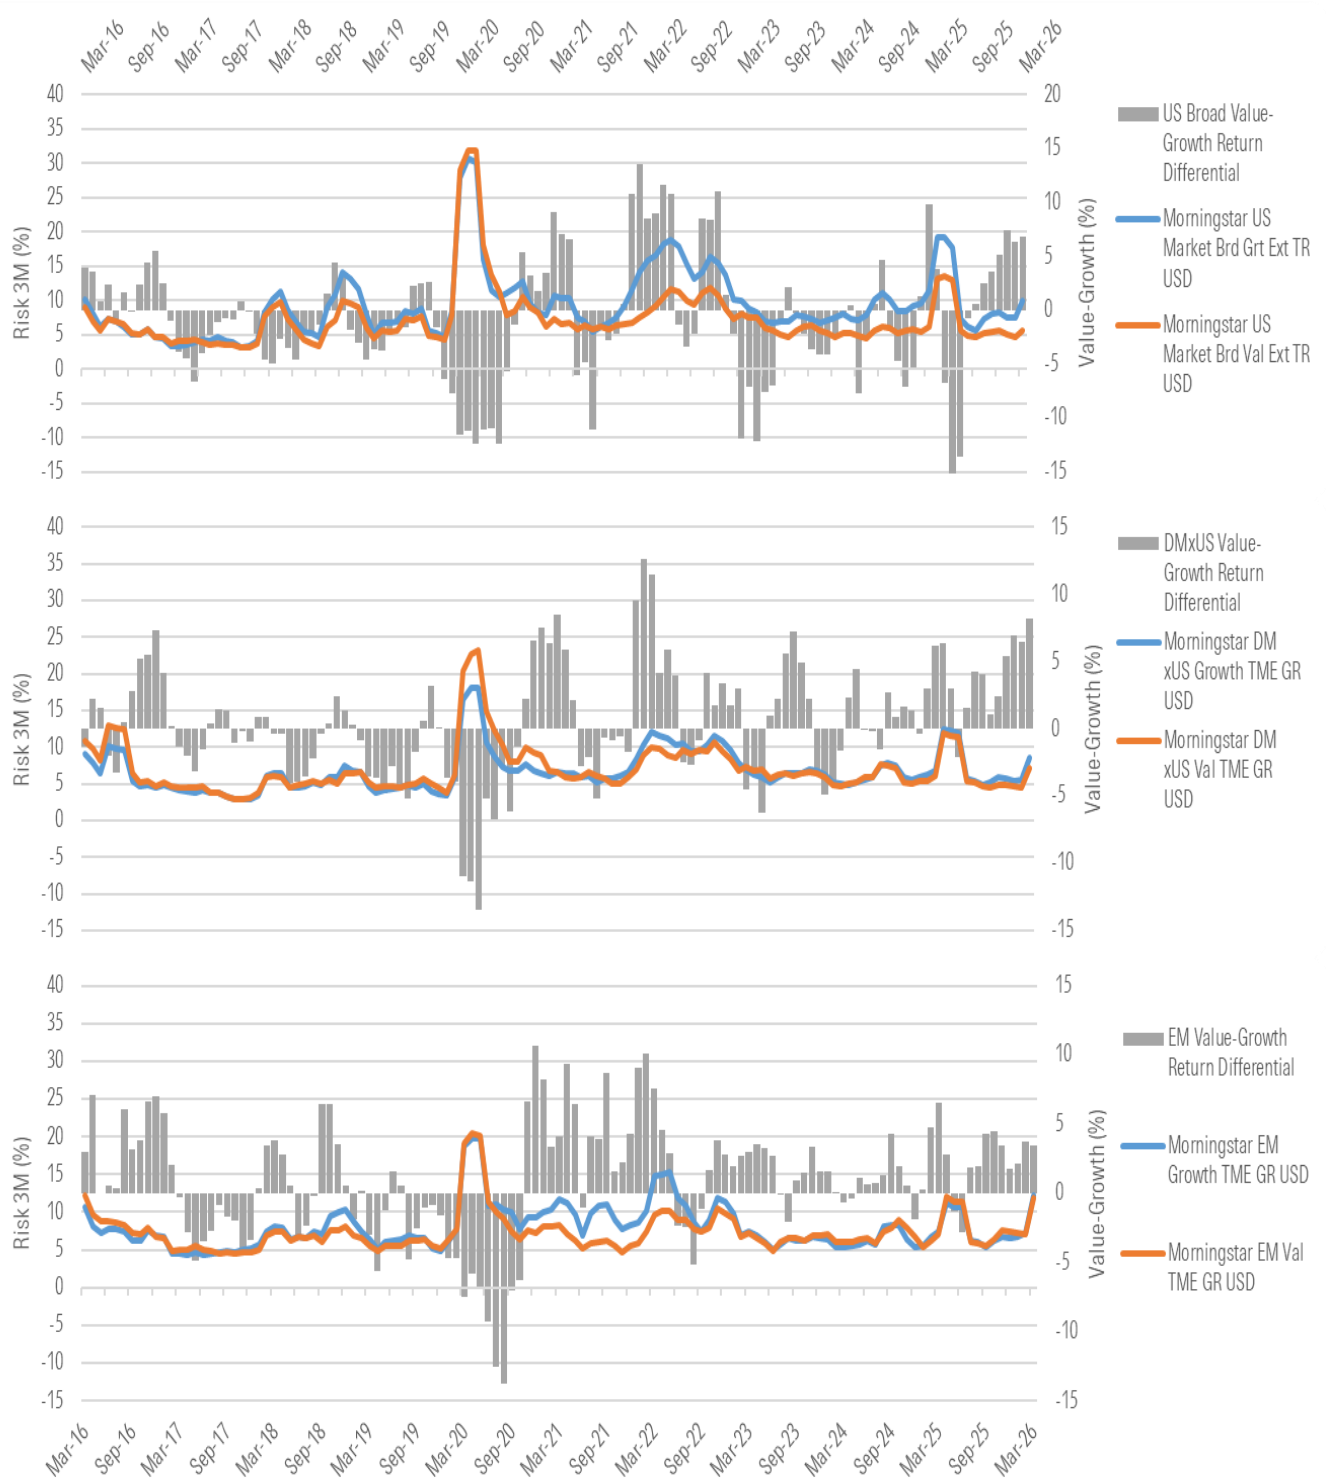 Mar-16
Sep-16
Mar-17
Sep-17
Mar-18
Sep-18
Mar-19
Sep-19
Mar-20
Sep-20
Mar-21
Sep-21
Mar-22
Sep-22
Mar-23
Sep-23
Mar-24
Sep-24
Mar-25
Sep-25
Mar-26
40
35
30
25
20
15
10
5
0
-5
-10
-15
Risk 3M (%)
20
15
10
5
0
-5
-10
-15
Value-Growth (%)
US Broad Value-
Growth Return
Differential
Morningstar US
Market Brd Grt Ext TR
USD
Morningstar US
Market Brd Val Ext TR
USD
40
35
30
25
20
15
10
5
0
-5
-10
-15
Risk 3M (%)
15
10
5
0
-5
-10
-15
Value-Growth (%)
DMxUS Value-
Growth Return
Differential
Morningstar DM
xUS Growth TME GR
USD
Morningstar DM
xUS Val TME GR
USD
40
35
30
25
20
15
10
5
0
-5
-10
-15
Risk 3M (%)
15
10
5
0
-5
-10
-15
Value-Growth (%)
EM Value-Growth
Return Differential
Morningstar EM
Growth TME GR USD
Morningstar EM Val
TME GR USD
Mar-16
Sep-16
Mar-17
Sep-17
Mar-18
Sep-18
Mar-19
Sep-19
Mar-20
Sep-20
Mar-21
Sep-21
Mar-22
Sep-22
Mar-23
Sep-23
Mar-24
Sep-24
Mar-25
Sep-25
Mar-26